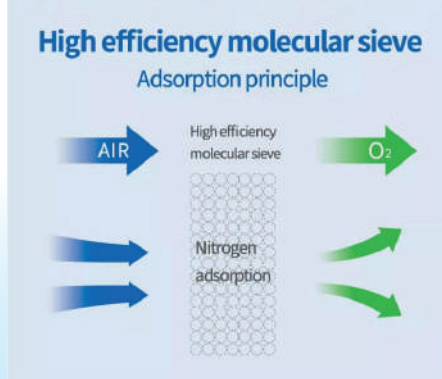 High efficiency molecular sieve
Adsorption principle
AIR
High efficiency
molecular sieve
O₂
Nitrogen
adsorption